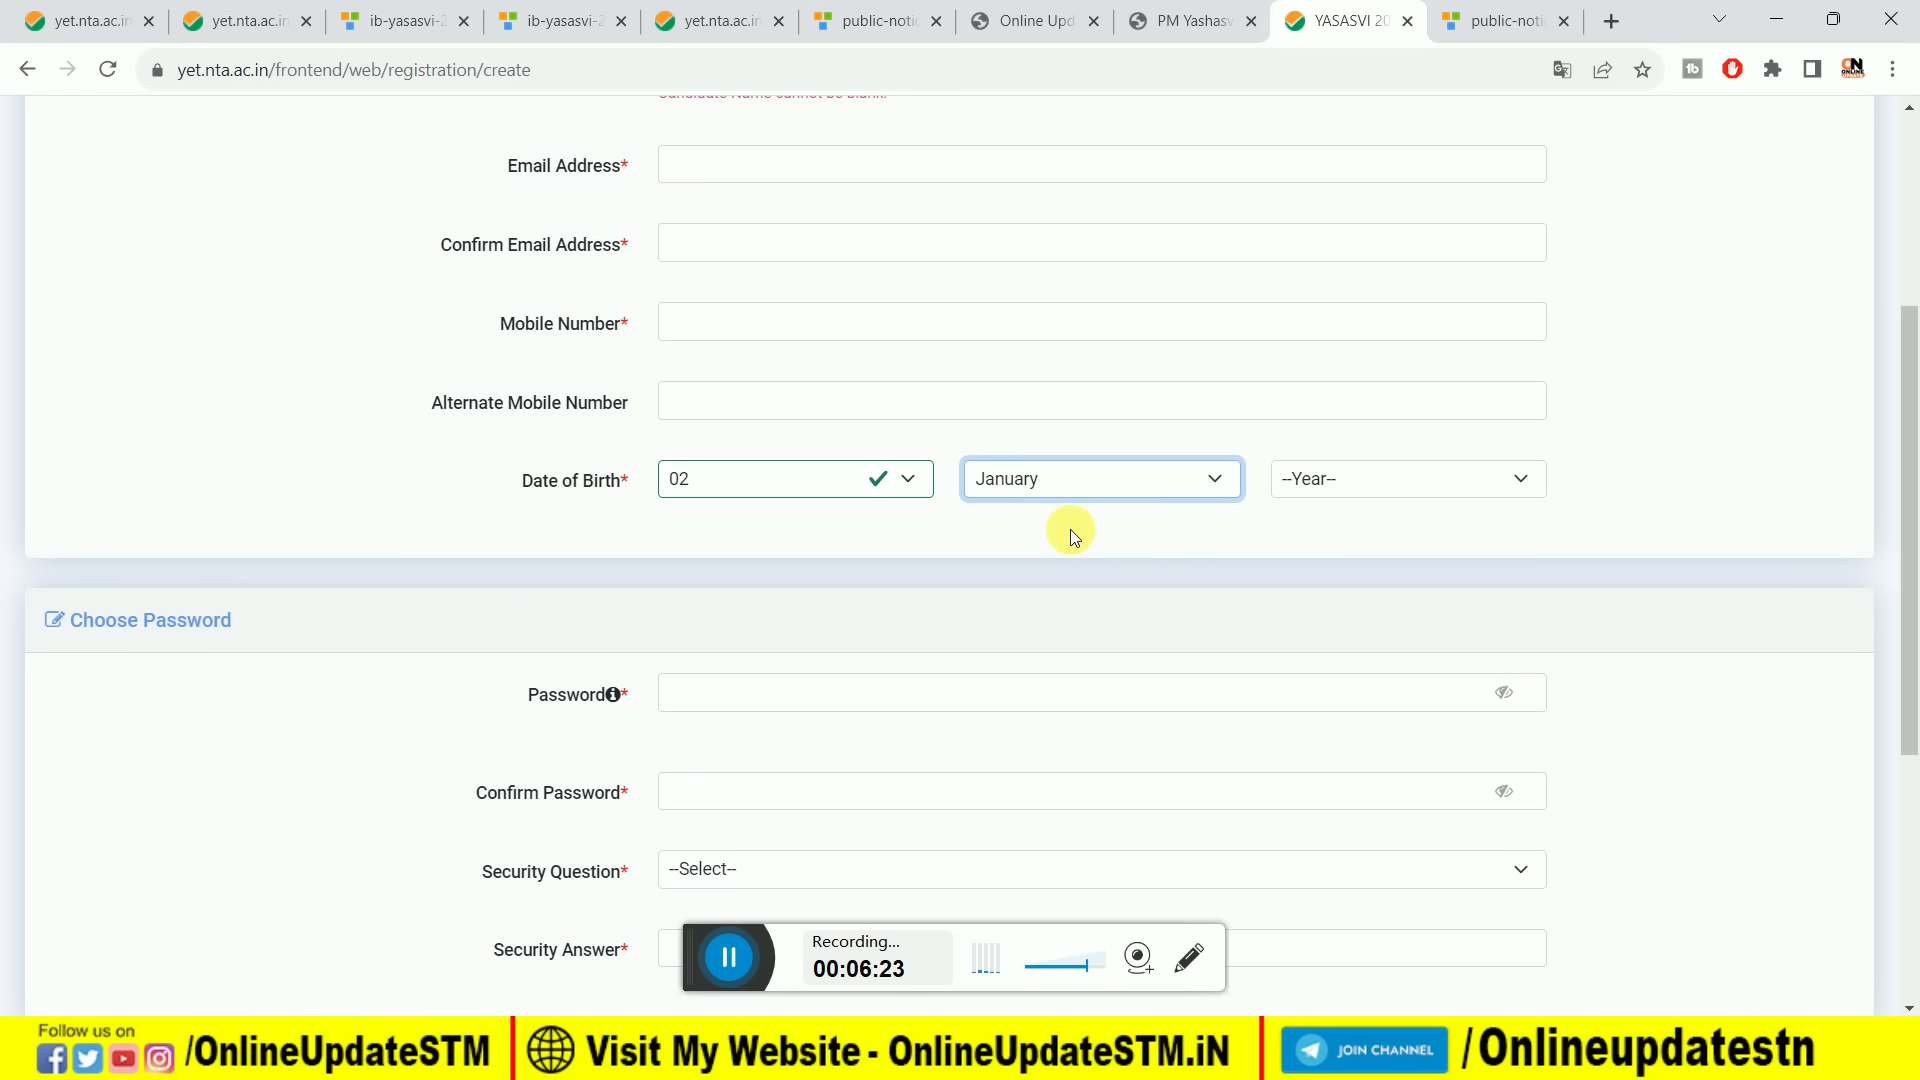 yet.nta.ac.in
yet.nta.ac.in
ib-yasasvi-2
ib-yasasvi-2
yet.nta.ac.in
public-notic
Online Upd
PM Yashasv
YASASVI 20
public-noti
yet.nta.ac.in/frontend/web/registration/create
Candidate Name cannot be blank.
Email Address*
Confirm Email Address*
Mobile Number*
Alternate Mobile Number
Date of Birth*
02
January
--Year--
Choose Password
Password*
Confirm Password*
Security Question*
--Select--
Security Answer*
Recording...
00:06:23
Follow us on
/OnlineUpdateSTM
Visit My Website - OnlineUpdateSTM.iN
JOIN CHANNEL
/Onlineupdatestn